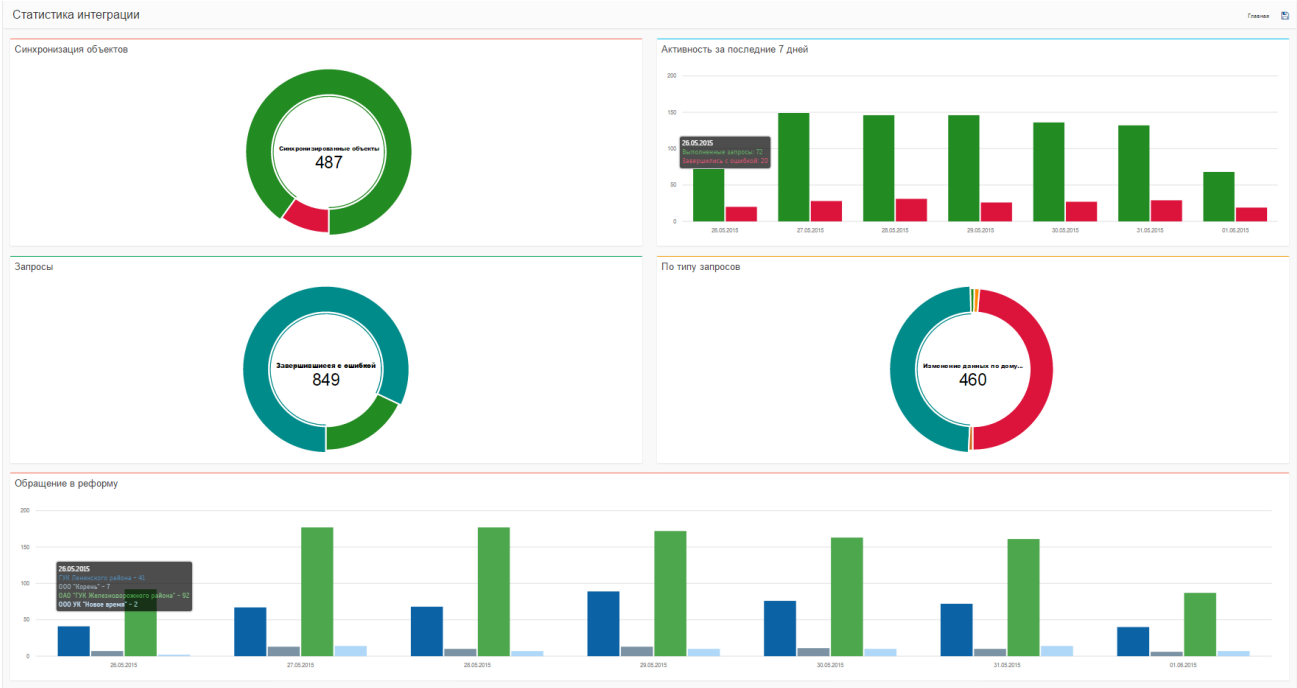 Статистика интеграции
Главная
Синхронизация объектов
Синхронизированные объекты
487
Активность за последние 7 дней
200
150
100
50
0
26.05.2015
Выполненные запросы: 72
Завершились с ошибкой: 20
26.05.2015
27.05.2015
28.05.2015
29.05.2015
30.05.2015
31.05.2015
01.06.2015
Запросы
Завершившиеся с ошибкой
849
По типу запросов
Изменение данных по дому...
460
Обращение в реформу
200
150
100
50
0
26.05.2015
ГУК Ленинского района - 41
ООО "Корень" - 7
ОАО "ГУК Железнодорожного района" - 92
ООО УК "Новое время" - 2
26.05.2015
27.05.2015
28.05.2015
29.05.2015
30.05.2015
31.05.2015
01.06.2015